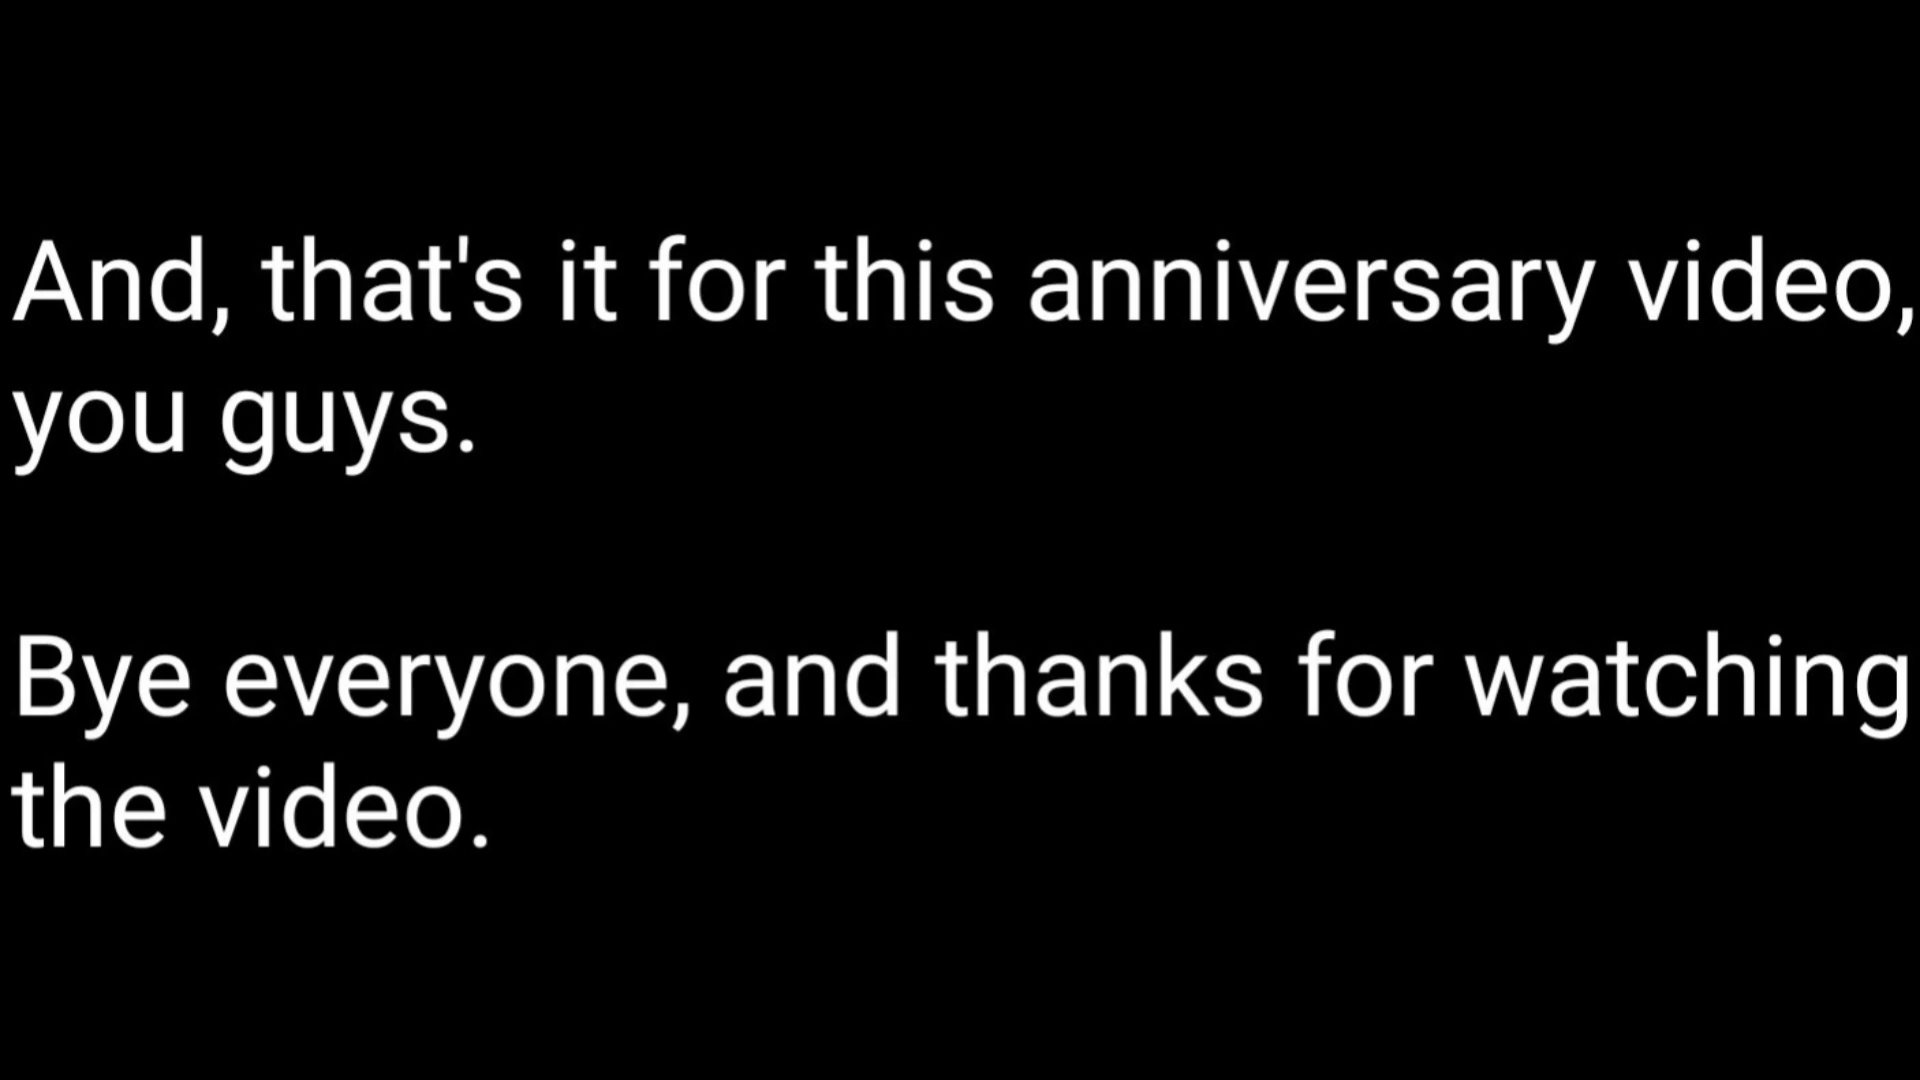 And, that's it for this anniversary video,
you guys.
Bye everyone, and thanks for watching
the video.